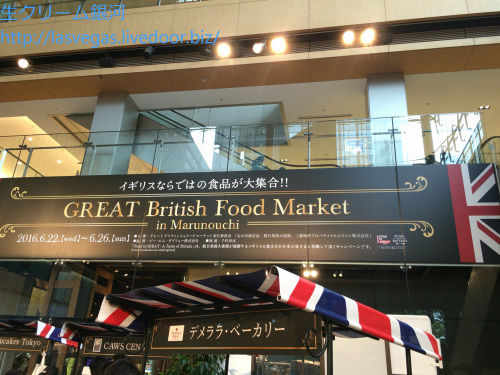 生クリーム銀河
http://lasvegas.livedoor.biz/
イギリスならではの食品が大集合!!
GREAT British Food Market
in Marunouchi
2016.6.22.[wed]〜6.26.[sun]
cupcakes Tokyo
CAWS CEN
デメララ・ベーカリー